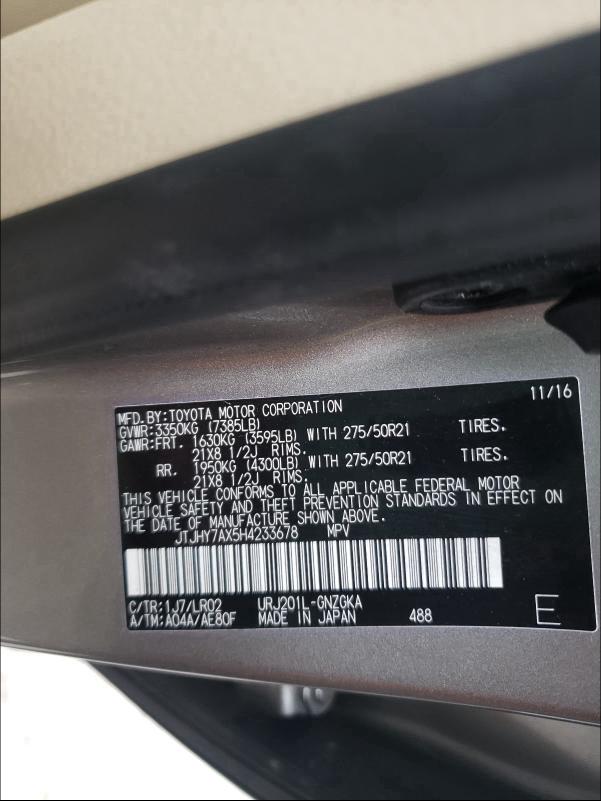 11/16
MFD. BY:TOYOTA MOTOR CORPORATION
GVWR:3350KG (7385LB)
GAWR:FRT. 1630KG (3595LB) WITH 275/50R21 TIRES.
21X8 1/2J RIMS.
RR. 1950KG (4300LB) WITH 275/50R21 TIRES.
21X8 1/2J RIMS.
THIS VEHICLE CONFORMS TO ALL APPLICABLE FEDERAL MOTOR
VEHICLE SAFETY AND THEFT PREVENTION STANDARDS IN EFFECT ON
THE DATE OF MANUFACTURE SHOWN ABOVE.
JTJHY7AX5H4233678 MPV
C/TR:1J7/LR02 URJ201L-GNZGKA
A/TM:A04A/AE80F MADE IN JAPAN 488 E